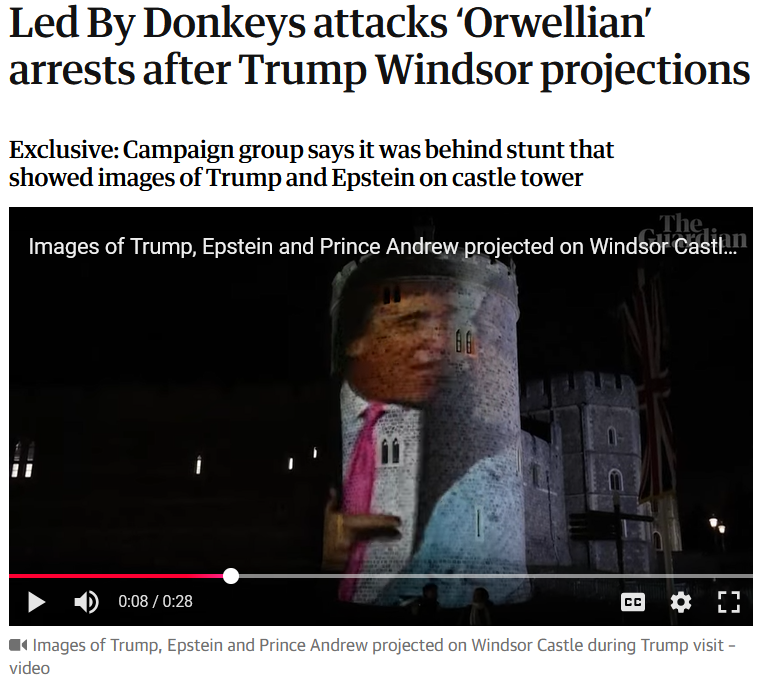 Led By Donkeys attacks ‘Orwellian’
arrests after Trump Windsor projections
Exclusive: Campaign group says it was behind stunt that
showed images of Trump and Epstein on castle tower
The
Guardian
Images of Trump, Epstein and Prince Andrew projected on Windsor Castl...
0:08 / 0:28
CC
Images of Trump, Epstein and Prince Andrew projected on Windsor Castle during Trump visit –
video